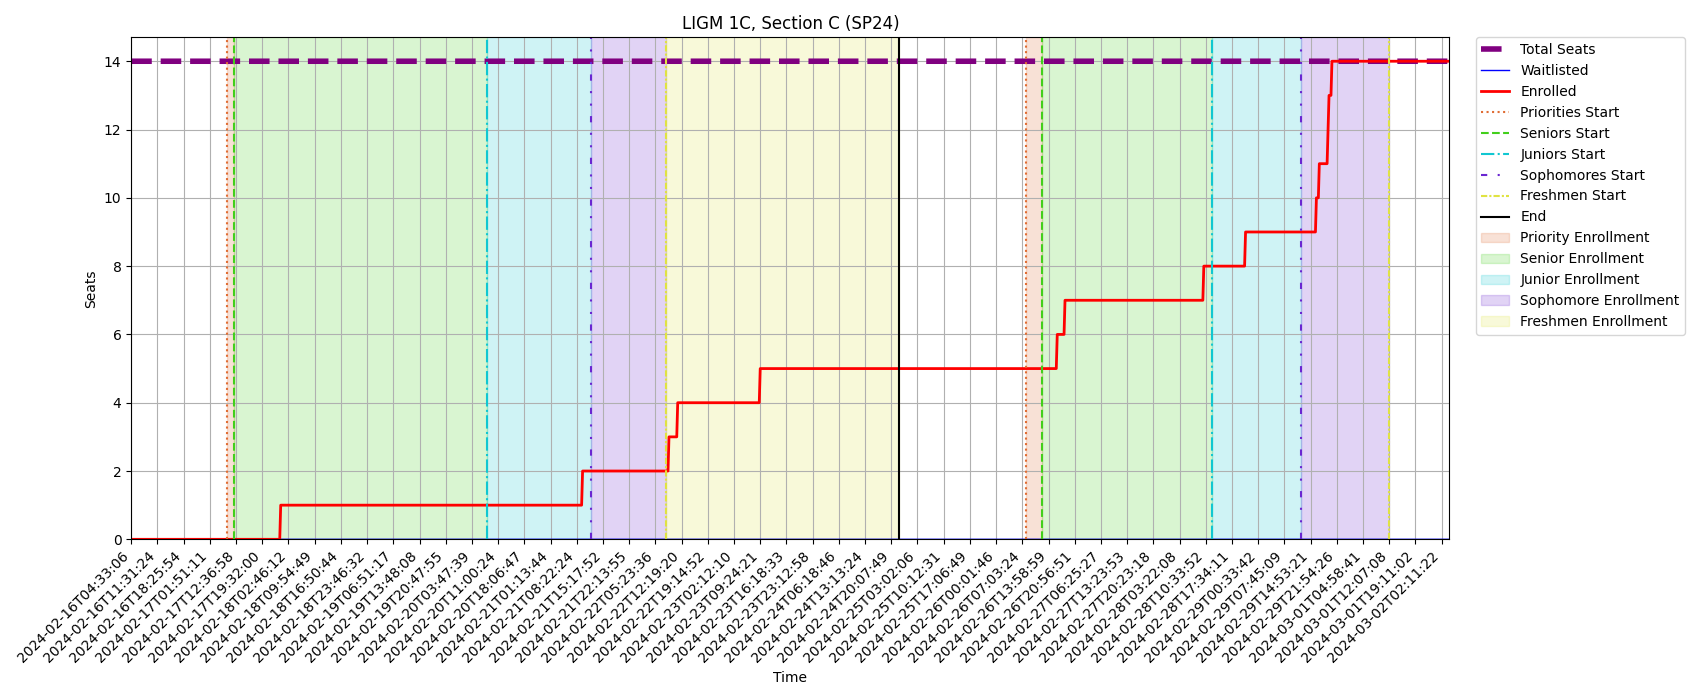 LIGM 1C, Section C (SP24)
Total Seats
Waitlisted
Enrolled
Priorities Start
Seniors Start
Juniors Start
Sophomores Start
Freshmen Start
End
Priority Enrollment
Senior Enrollment
Junior Enrollment
Sophomore Enrollment
Freshmen Enrollment
Seats
14
12
10
8
6
4
2
0
2024-02-16T04:33:06
2024-02-16T11:31:24
2024-02-16T18:25:54
2024-02-17T01:51:11
2024-02-17T12:36:58
2024-02-17T19:32:00
2024-02-18T02:46:12
2024-02-18T09:54:49
2024-02-18T16:50:44
2024-02-18T23:46:32
2024-02-19T06:51:17
2024-02-19T13:48:08
2024-02-19T20:47:55
2024-02-20T03:47:39
2024-02-20T11:00:24
2024-02-20T18:06:47
2024-02-21T01:13:44
2024-02-21T08:22:24
2024-02-21T15:17:52
2024-02-21T22:13:55
2024-02-22T05:23:36
2024-02-22T12:19:20
2024-02-22T19:14:52
2024-02-23T02:12:10
2024-02-23T09:24:21
2024-02-23T16:18:33
2024-02-23T23:12:58
2024-02-24T06:18:46
2024-02-24T13:13:24
2024-02-24T20:07:49
2024-02-25T03:02:06
2024-02-25T10:12:31
2024-02-25T17:06:49
2024-02-26T00:01:46
2024-02-26T07:03:24
2024-02-26T13:58:59
2024-02-26T20:56:51
2024-02-27T06:25:27
2024-02-27T13:23:53
2024-02-27T20:23:18
2024-02-28T03:22:08
2024-02-28T10:33:52
2024-02-28T17:34:11
2024-02-29T00:33:42
2024-02-29T07:45:09
2024-02-29T14:53:21
2024-02-29T21:54:26
2024-03-01T04:58:41
2024-03-01T12:07:08
2024-03-01T19:11:02
2024-03-02T02:11:22
Time